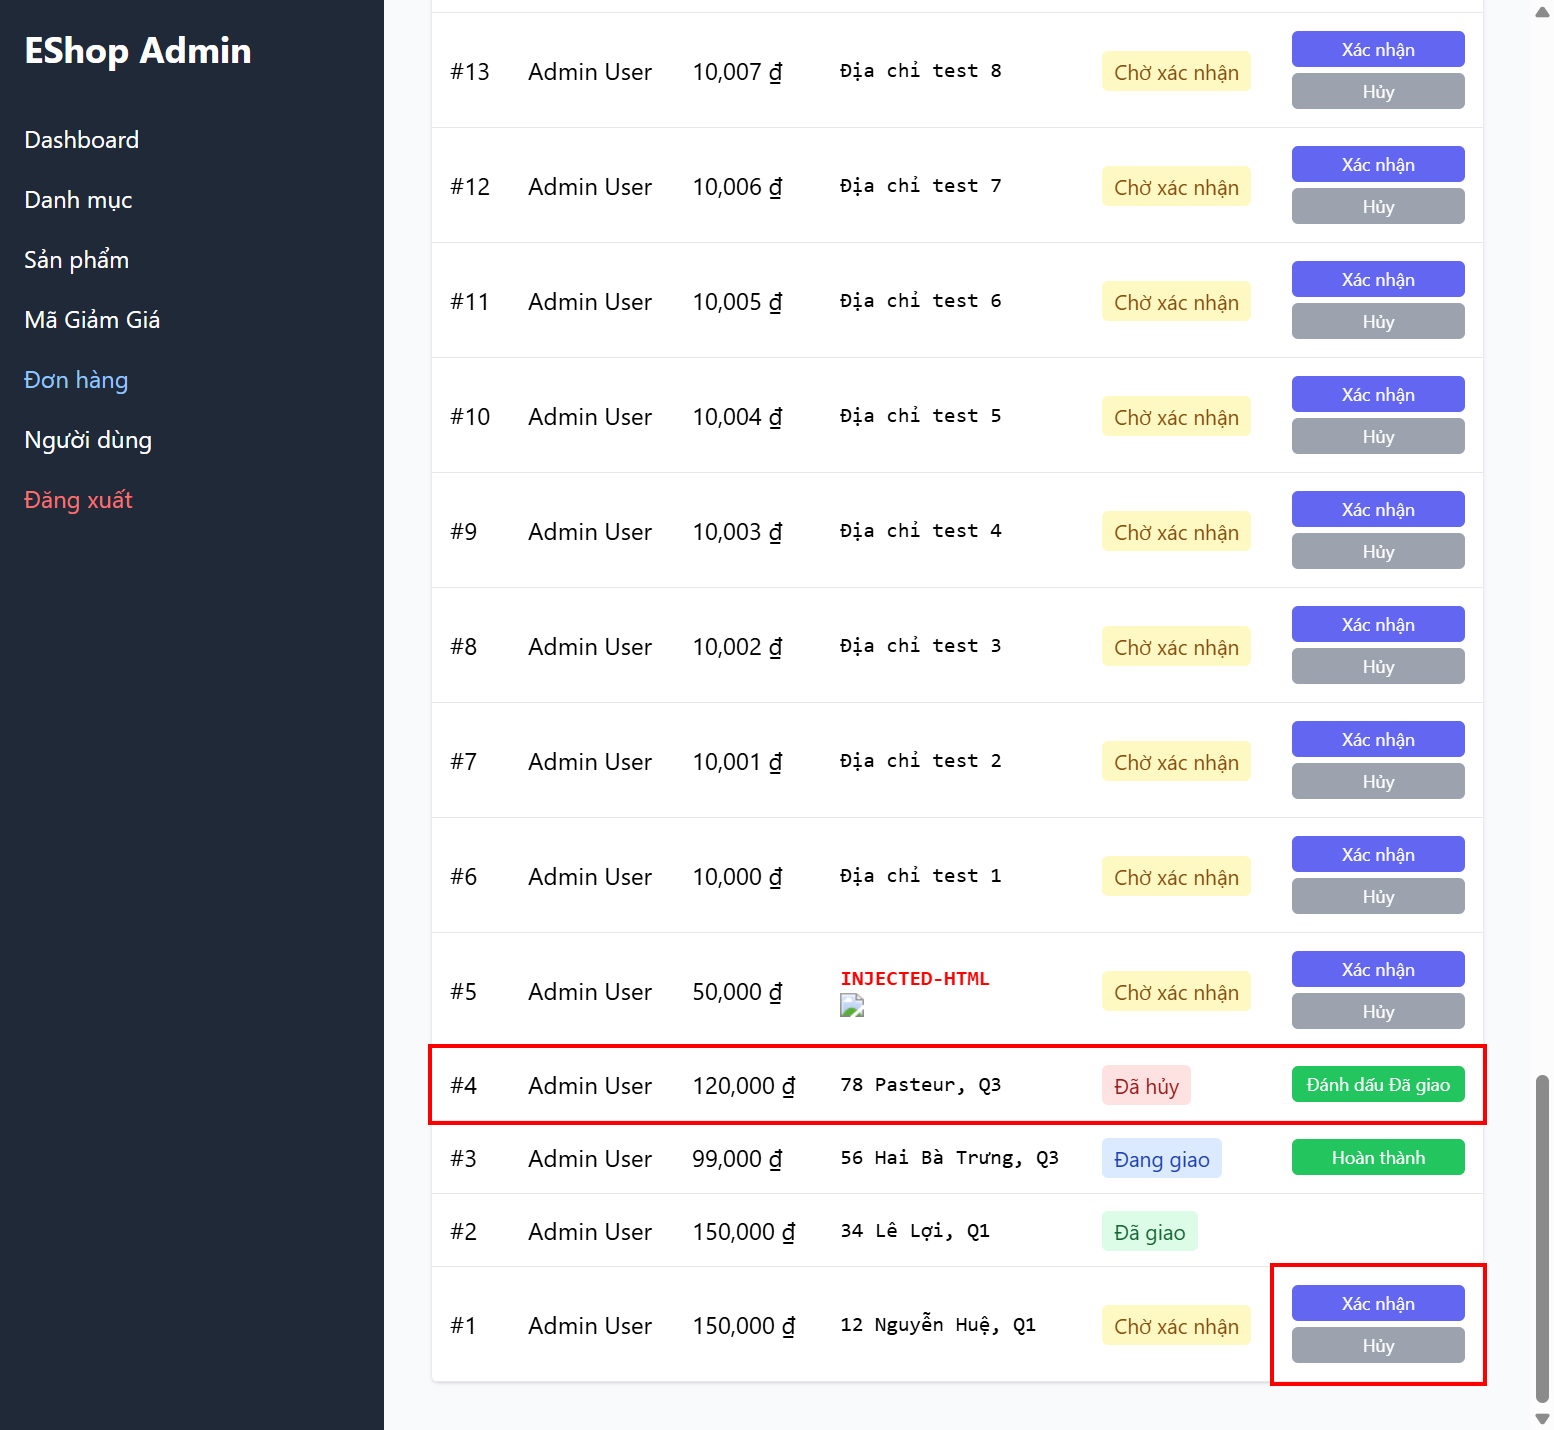 EShop Admin
Dashboard
Danh mục
Sản phẩm
Mã Giảm Giá
Đơn hàng
Người dùng
Đăng xuất
#13 Admin User 10,007 ₫ Địa chỉ test 8 Chờ xác nhận Xác nhận
Hủy
#12 Admin User 10,006 ₫ Địa chỉ test 7 Chờ xác nhận Xác nhận
Hủy
#11 Admin User 10,005 ₫ Địa chỉ test 6 Chờ xác nhận Xác nhận
Hủy
#10 Admin User 10,004 ₫ Địa chỉ test 5 Chờ xác nhận Xác nhận
Hủy
#9 Admin User 10,003 ₫ Địa chỉ test 4 Chờ xác nhận Xác nhận
Hủy
#8 Admin User 10,002 ₫ Địa chỉ test 3 Chờ xác nhận Xác nhận
Hủy
#7 Admin User 10,001 ₫ Địa chỉ test 2 Chờ xác nhận Xác nhận
Hủy
#6 Admin User 10,000 ₫ Địa chỉ test 1 Chờ xác nhận Xác nhận
Hủy
#5 Admin User 50,000 ₫ INJECTED-HTML Chờ xác nhận Xác nhận
Hủy
#4 Admin User 120,000 ₫ 78 Pasteur, Q3 Đã hủy Đánh dấu Đã giao
#3 Admin User 99,000 ₫ 56 Hai Bà Trưng, Q3 Đang giao Hoàn thành
#2 Admin User 150,000 ₫ 34 Lê Lợi, Q1 Đã giao
#1 Admin User 150,000 ₫ 12 Nguyễn Huệ, Q1 Chờ xác nhận Xác nhận
Hủy